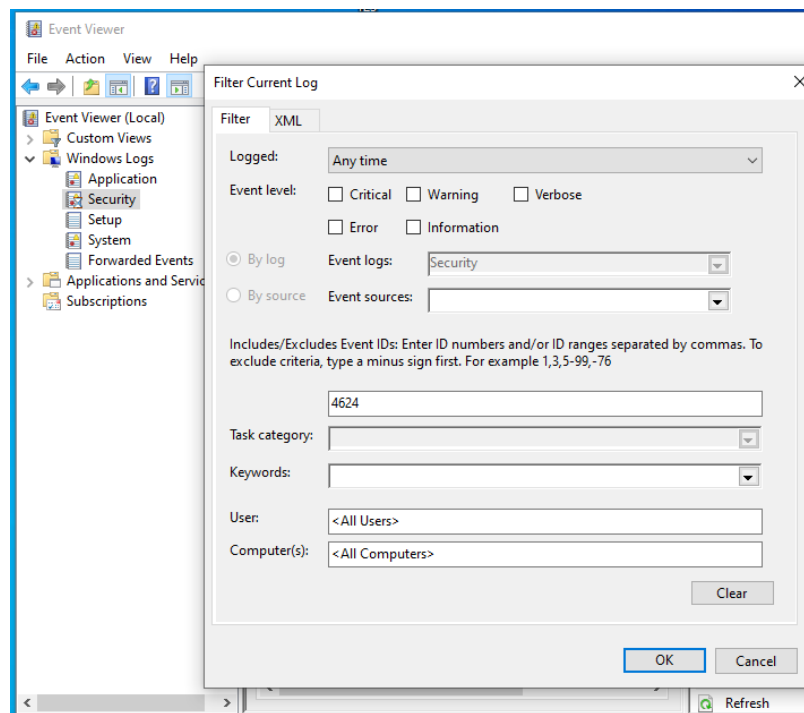 Event Viewer
File Action View Help
Event Viewer (Local)
Custom Views
Windows Logs
Application
Security
Setup
System
Forwarded Events
Applications and Servic
Subscriptions
Filter Current Log
Filter XML
Logged: Any time
Event level: Critical Warning Verbose
Error Information
By log Event logs: Security
By source Event sources:
Includes/Excludes Event IDs: Enter ID numbers and/or ID ranges separated by commas. To
exclude criteria, type a minus sign first. For example 1,3,5-99,-76
4624
Task category:
Keywords:
User: <All Users>
Computer(s): <All Computers>
Clear
OK Cancel
Refresh